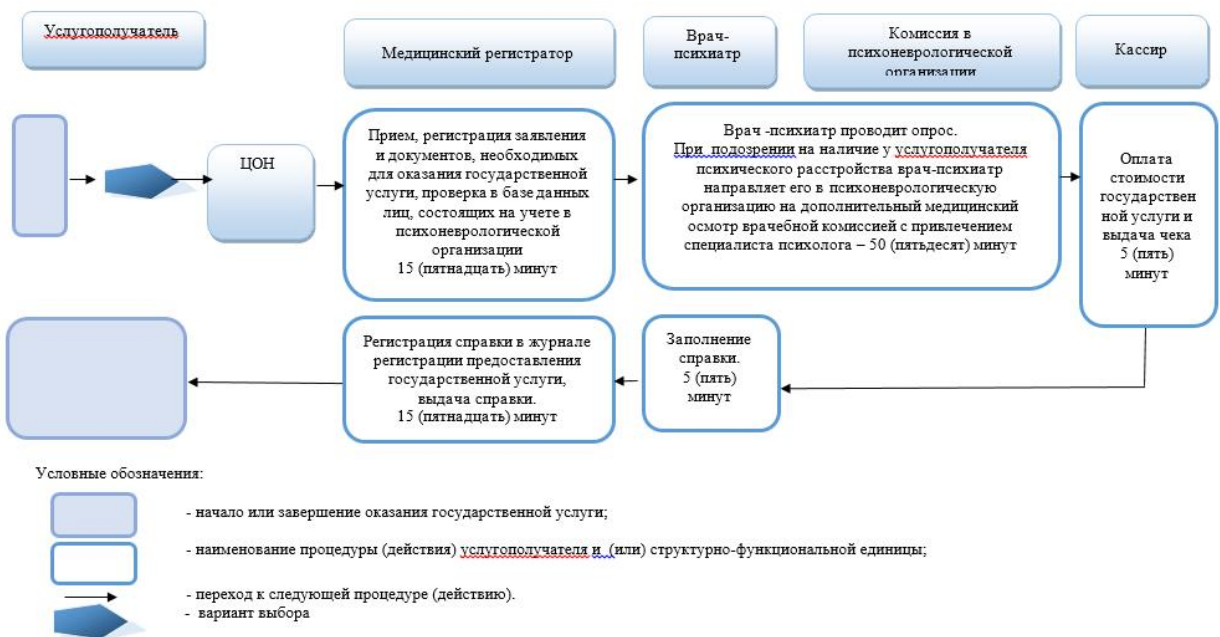 Услугополучатель
Медицинский регистратор
Врач-
психиатр
Комиссия в
психоневрологической
организации
Кассир
ЦОН
Прием, регистрация заявления
и документов, необходимых
для оказания государственной
услуги, проверка в базе данных
лиц, состоящих на учете в
психоневрологической
организации
15 (пятнадцать) минут
Врач -психиатр проводит опрос.
При подозрении на наличие у услугополучателя
психического расстройства врач-психиатр
направляет его в психоневрологическую
организацию на дополнительный медицинский
осмотр врачебной комиссией с привлечением
специалиста психолога – 50 (пятьдесят) минут
Оплата
стоимости
государствен
ной услуги и
выдача чека
5 (пять)
минут
Регистрация справки в журнале
регистрации предоставления
государственной услуги,
выдача справки.
15 (пятнадцать) минут
Заполнение
справки.
5 (пять)
минут
Условные обозначения:
- начало или завершение оказания государственной услуги;
- наименование процедуры (действия) услугополучателя и (или) структурно-функциональной единицы;
- переход к следующей процедуре (действию).
- вариант выбора